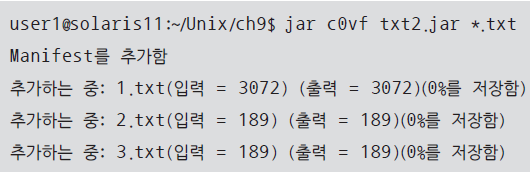 user1@solaris11:~/Unix/ch9$ jar c0vf txt2.jar *.txt
Manifest를 추가함
추가하는 중: 1.txt(입력 = 3072) (출력 = 3072)(0%를 저장함)
추가하는 중: 2.txt(입력 = 189) (출력 = 189)(0%를 저장함)
추가하는 중: 3.txt(입력 = 189) (출력 = 189)(0%를 저장함)